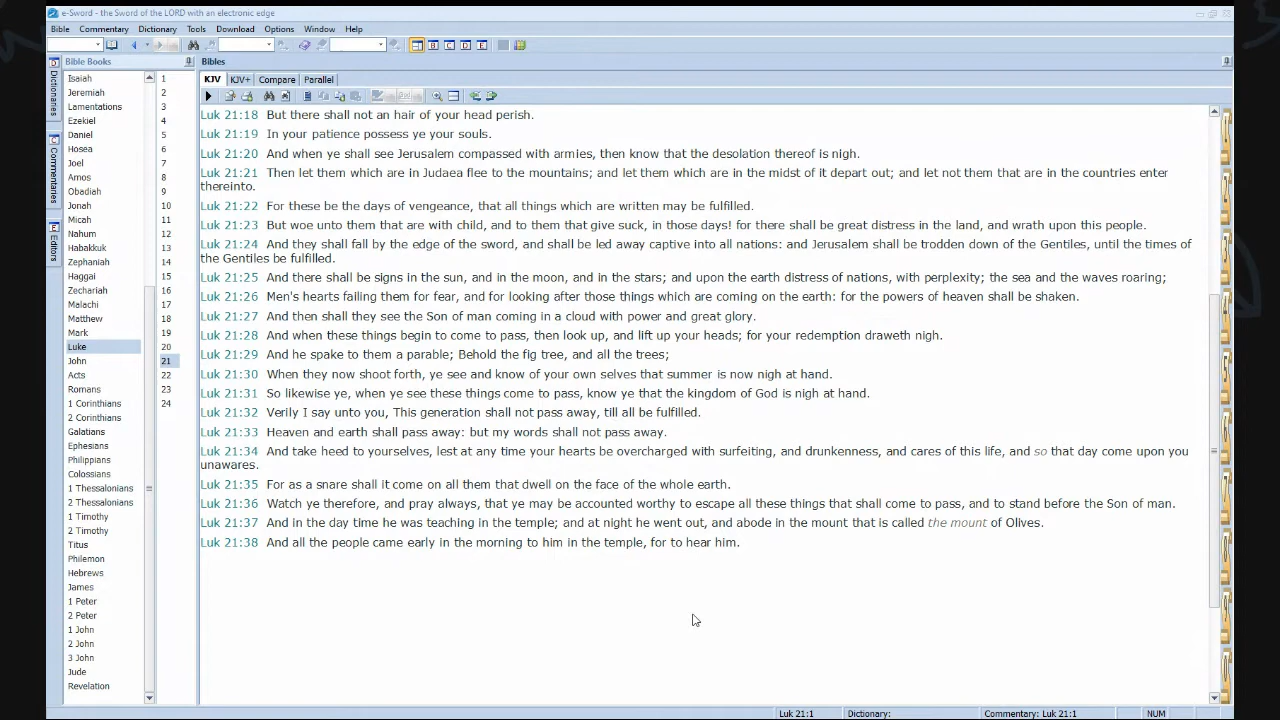 e-Sword - the Sword of the LORD with an electronic edge
Bible Commentary Dictionary Tools Download Options Window Help
B C D E
Bible Books
Bibles
KJV KJV+ Compare Parallel
Dictionaries
Commentaries
Editors
Isaiah 1
Jeremiah 2
Lamentations 3
Ezekiel 4
Daniel 5
Hosea 6
Joel 7
Amos 8
Obadiah 9
Jonah 10
Micah 11
Nahum 12
Habakkuk 13
Zephaniah 14
Haggai 15
Zechariah 16
Malachi 17
Matthew 18
Mark 19
Luke 20
John 21
Acts 22
Romans 23
1 Corinthians 24
2 Corinthians
Galatians
Ephesians
Philippians
Colossians
1 Thessalonians
2 Thessalonians
1 Timothy
2 Timothy
Titus
Philemon
Hebrews
James
1 Peter
2 Peter
1 John
2 John
3 John
Jude
Revelation
Luk 21:18 But there shall not an hair of your head perish.
Luk 21:19 In your patience possess ye your souls.
Luk 21:20 And when ye shall see Jerusalem compassed with armies, then know that the desolation thereof is nigh.
Luk 21:21 Then let them which are in Judaea flee to the mountains; and let them which are in the midst of it depart out; and let not them that are in the countries enter
thereinto.
Luk 21:22 For these be the days of vengeance, that all things which are written may be fulfilled.
Luk 21:23 But woe unto them that are with child, and to them that give suck, in those days! for there shall be great distress in the land, and wrath upon this people.
Luk 21:24 And they shall fall by the edge of the sword, and shall be led away captive into all nations: and Jerusalem shall be trodden down of the Gentiles, until the times of
the Gentiles be fulfilled.
Luk 21:25 And there shall be signs in the sun, and in the moon, and in the stars; and upon the earth distress of nations, with perplexity; the sea and the waves roaring;
Luk 21:26 Men's hearts failing them for fear, and for looking after those things which are coming on the earth: for the powers of heaven shall be shaken.
Luk 21:27 And then shall they see the Son of man coming in a cloud with power and great glory.
Luk 21:28 And when these things begin to come to pass, then look up, and lift up your heads; for your redemption draweth nigh.
Luk 21:29 And he spake to them a parable; Behold the fig tree, and all the trees;
Luk 21:30 When they now shoot forth, ye see and know of your own selves that summer is now nigh at hand.
Luk 21:31 So likewise ye, when ye see these things come to pass, know ye that the kingdom of God is nigh at hand.
Luk 21:32 Verily I say unto you, This generation shall not pass away, till all be fulfilled.
Luk 21:33 Heaven and earth shall pass away: but my words shall not pass away.
Luk 21:34 And take heed to yourselves, lest at any time your hearts be overcharged with surfeiting, and drunkenness, and cares of this life, and so that day come upon you
unawares.
Luk 21:35 For as a snare shall it come on all them that dwell on the face of the whole earth.
Luk 21:36 Watch ye therefore, and pray always, that ye may be accounted worthy to escape all these things that shall come to pass, and to stand before the Son of man.
Luk 21:37 And in the day time he was teaching in the temple; and at night he went out, and abode in the mount that is called the mount of Olives.
Luk 21:38 And all the people came early in the morning to him in the temple, for to hear him.
Luk 21:1 Dictionary: Commentary: Luk 21:1 NUM